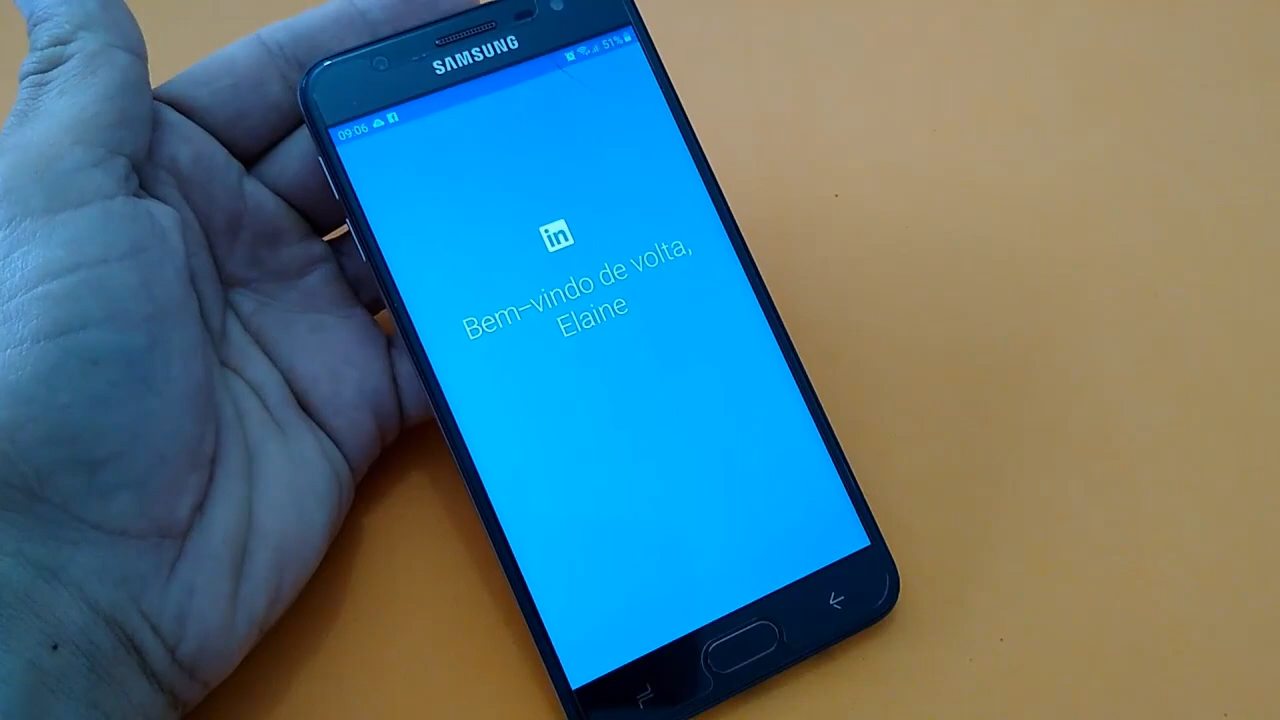 SAMSUNG
09:06
51%
in
Bem-vindo de volta,
Elaine